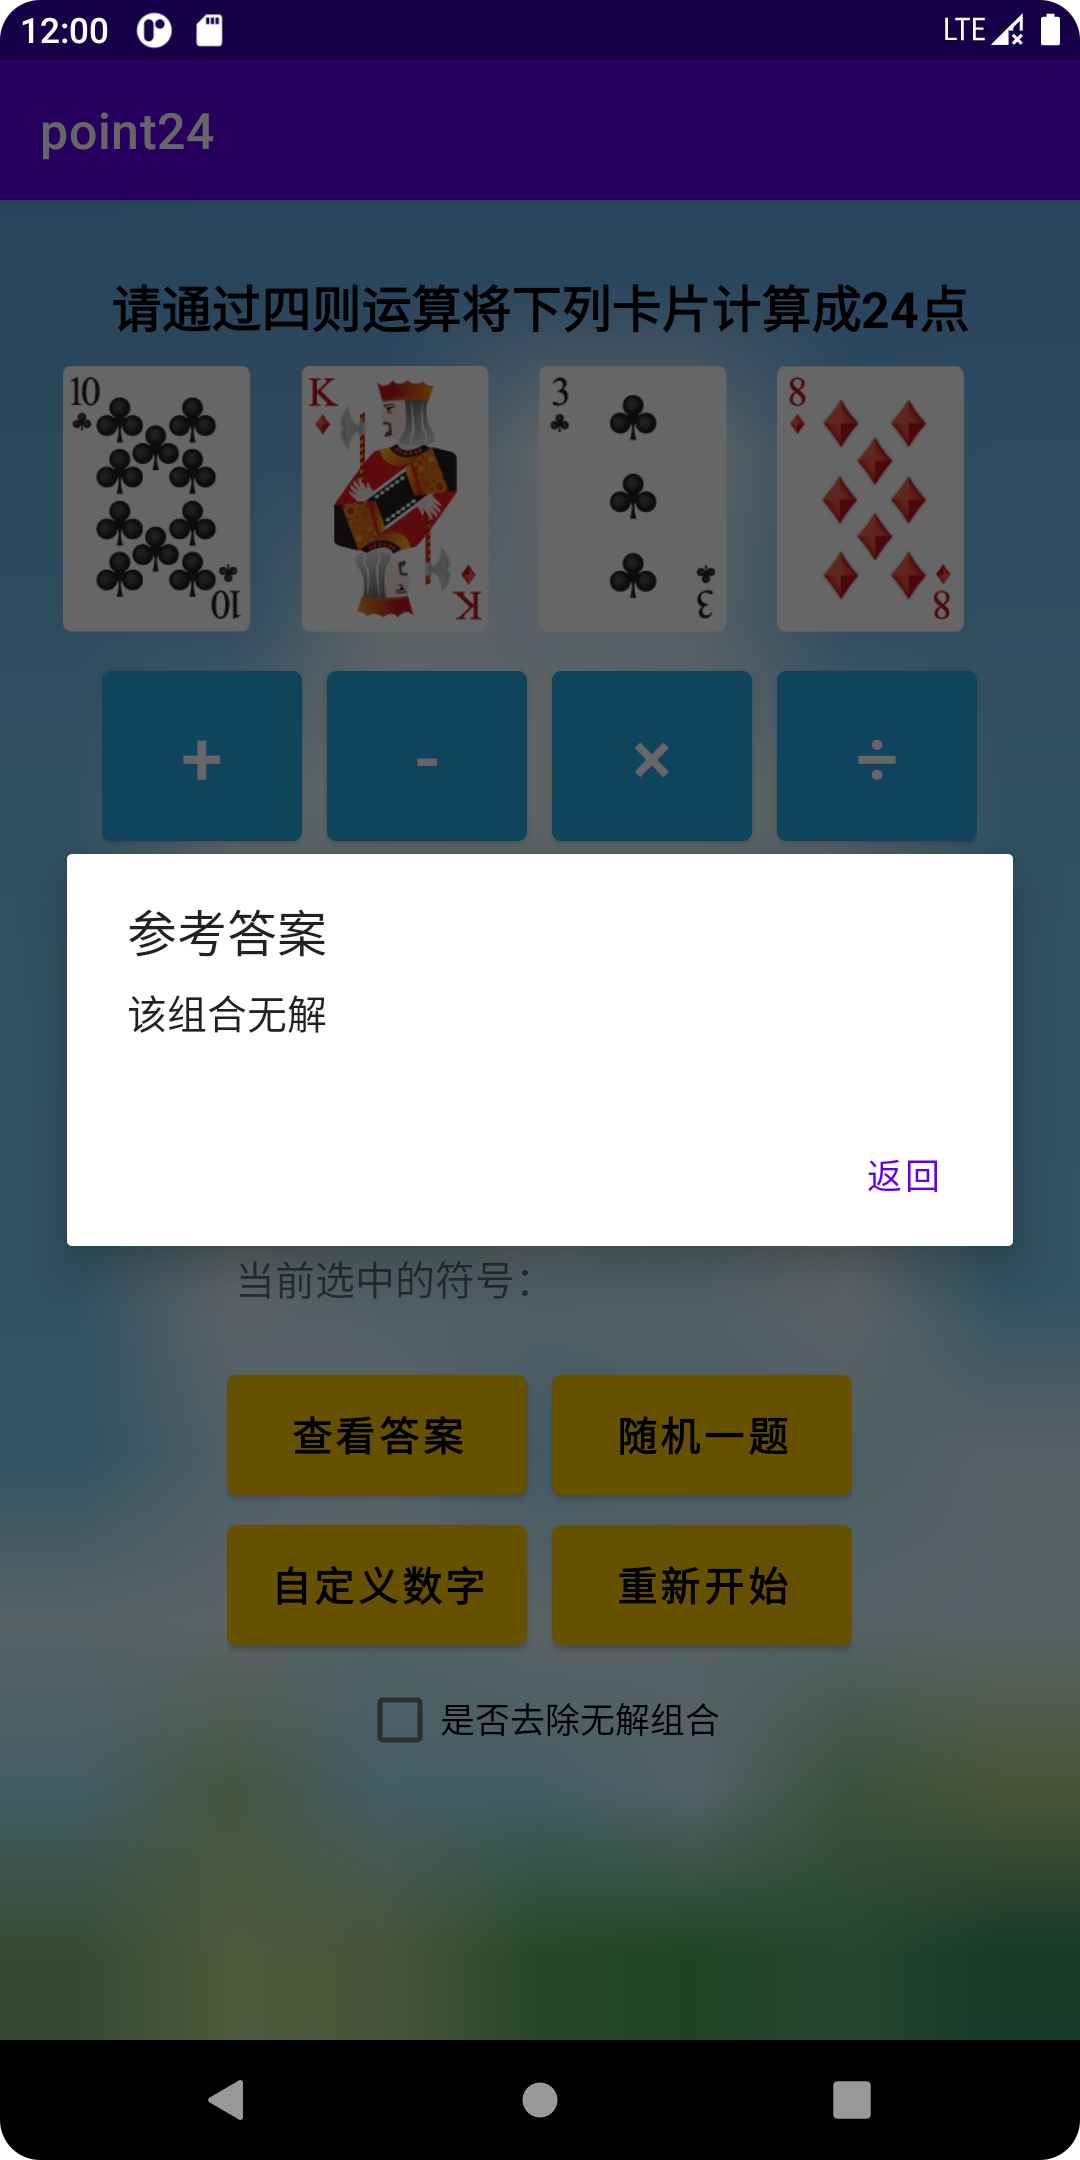 12:00 LTE
point24
请通过四则运算将下列卡片计算成24点
10 K 3 8
10 K 3 8
+ - × ÷
参考答案
该组合无解
返回
当前选中的符号：
查看答案 随机一题
自定义数字 重新开始
是否去除无解组合